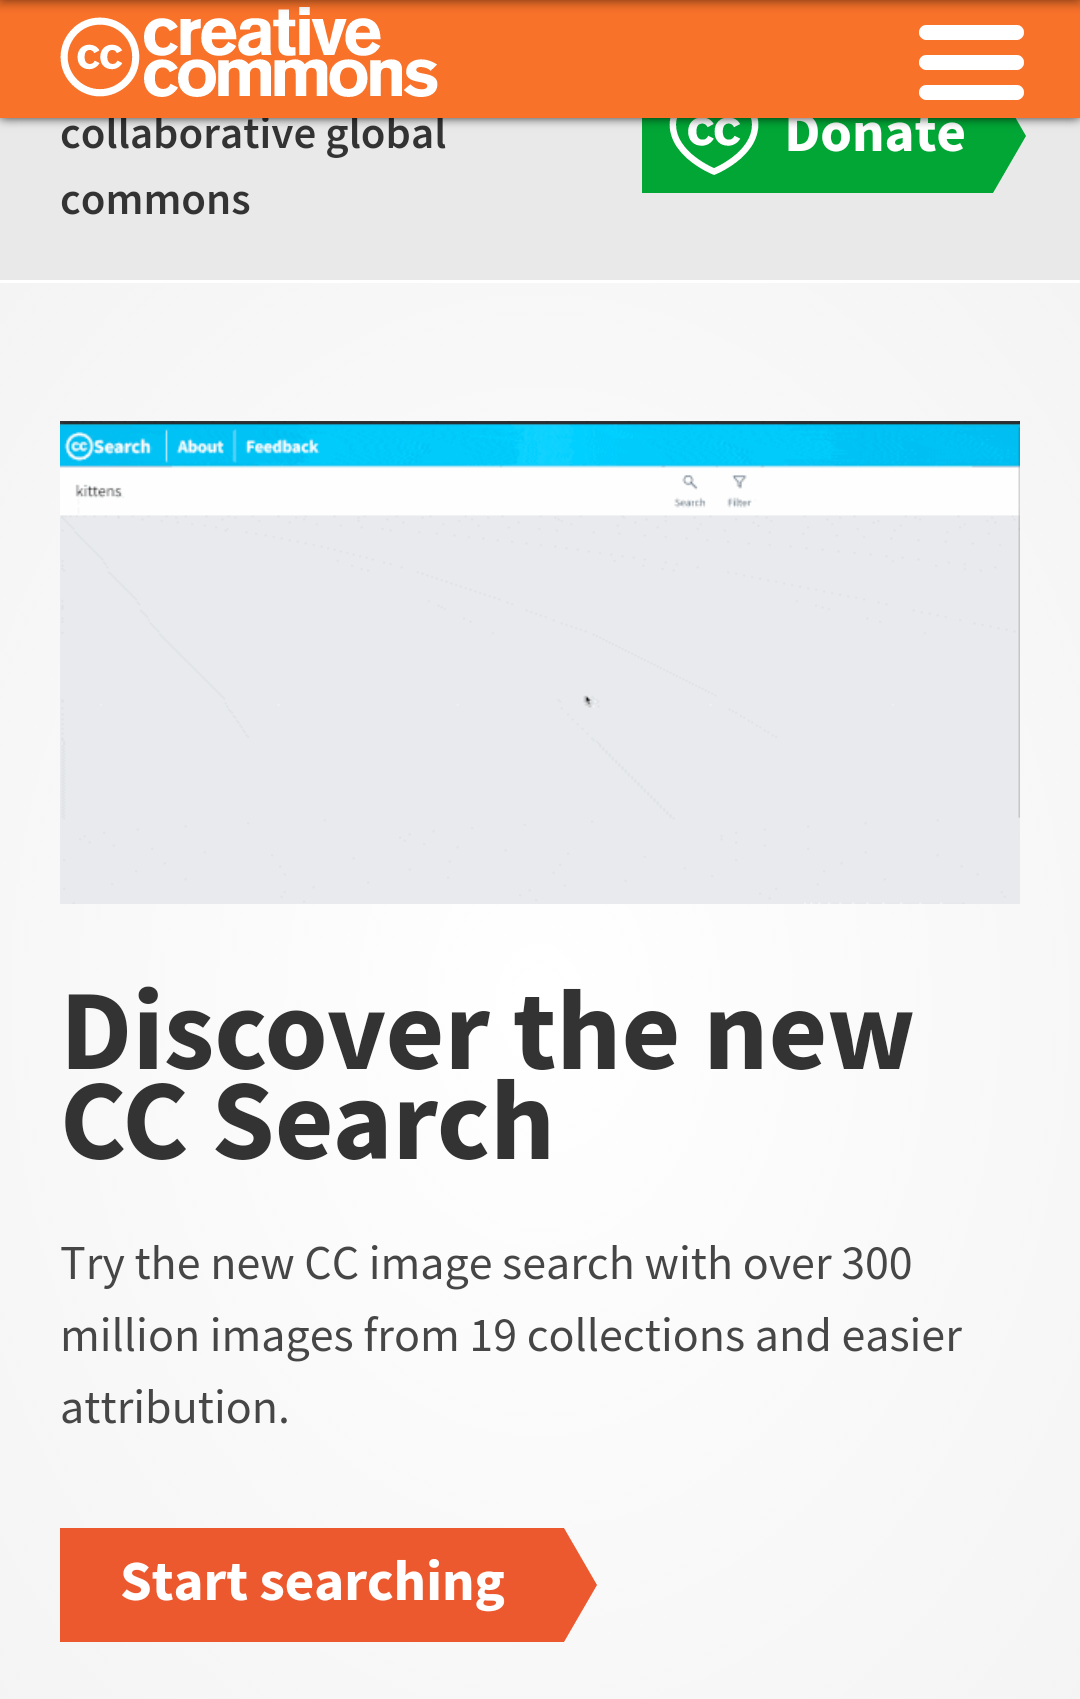 cc creative
commons
collaborative global
commons
cc Donate
cc Search About Feedback
kittens
Search Filter
Discover the new
CC Search
Try the new CC image search with over 300
million images from 19 collections and easier
attribution.
Start searching